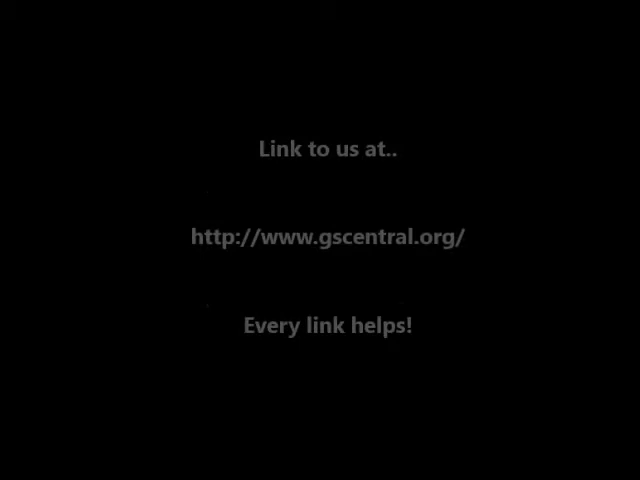 Link to us at..
http://www.gscentral.org/
Every link helps!